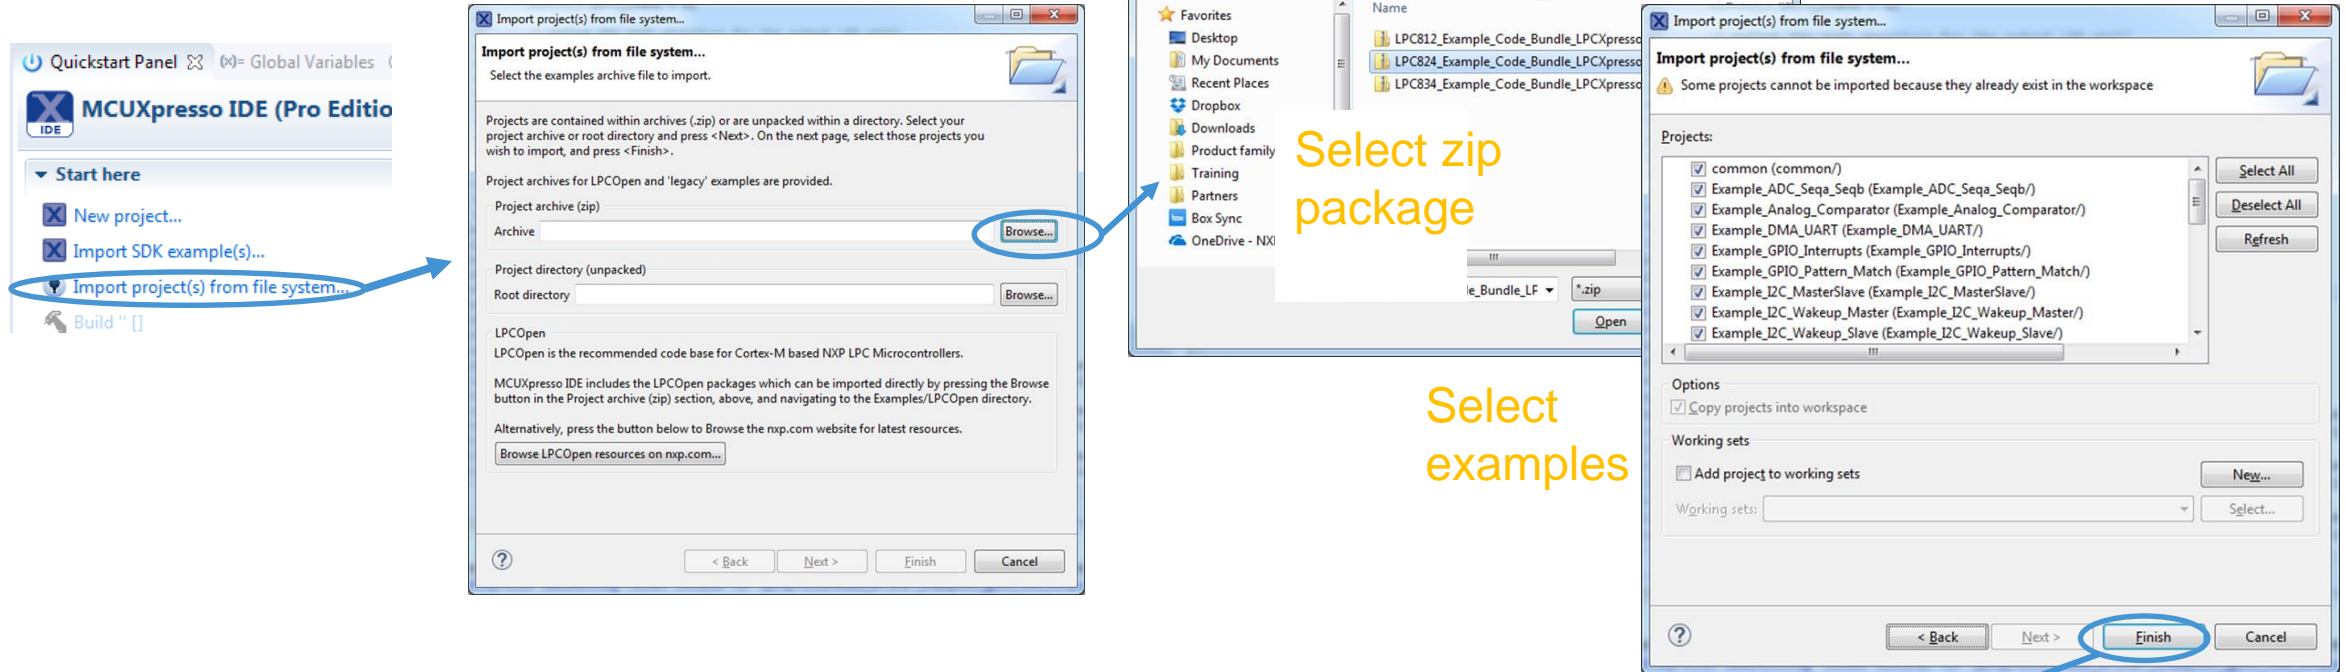 Quickstart Panel
(x)= Global Variables
MCUXpresso IDE (Pro Editio
IDE
Start here
New project...
Import SDK example(s)...
Import project(s) from file system...
Build '' []
Import project(s) from file system...
Import project(s) from file system...
Select the examples archive file to import.
Projects are contained within archives (.zip) or are unpacked within a directory. Select your
project archive or root directory and press <Next>. On the next page, select those projects you
wish to import, and press <Finish>.
Project archives for LPCOpen and 'legacy' examples are provided.
Project archive (zip)
Archive Browse...
Project directory (unpacked)
Root directory Browse...
LPCOpen
LPCOpen is the recommended code base for Cortex-M based NXP LPC Microcontrollers.
MCUXpresso IDE includes the LPCOpen packages which can be imported directly by pressing the Browse
button in the Project archive (zip) section, above, and navigating to the Examples/LPCOpen directory.
Alternatively, press the button below to Browse the nxp.com website for latest resources.
Browse LPCOpen resources on nxp.com...
< Back Next > Finish Cancel
Favorites
Desktop
My Documents
Recent Places
Dropbox
Downloads
Product family
Training
Partners
Box Sync
OneDrive - NXI
Name
LPC812_Example_Code_Bundle_LPCXpresso
LPC824_Example_Code_Bundle_LPCXpresso
LPC834_Example_Code_Bundle_LPCXpresso
Select zip
package
le_Bundle_LF *.zip
Open
Select
examples
Import project(s) from file system...
Import project(s) from file system...
Some projects cannot be imported because they already exist in the workspace
Projects:
common (common/)
Example_ADC_Seqa_Seqb (Example_ADC_Seqa_Seqb/)
Example_Analog_Comparator (Example_Analog_Comparator/)
Example_DMA_UART (Example_DMA_UART/)
Example_GPIO_Interrupts (Example_GPIO_Interrupts/)
Example_GPIO_Pattern_Match (Example_GPIO_Pattern_Match/)
Example_I2C_MasterSlave (Example_I2C_MasterSlave/)
Example_I2C_Wakeup_Master (Example_I2C_Wakeup_Master/)
Example_I2C_Wakeup_Slave (Example_I2C_Wakeup_Slave/)
Select All
Deselect All
Refresh
Options
Copy projects into workspace
Working sets
Add project to working sets New...
Working sets: Select...
< Back Next > Finish Cancel